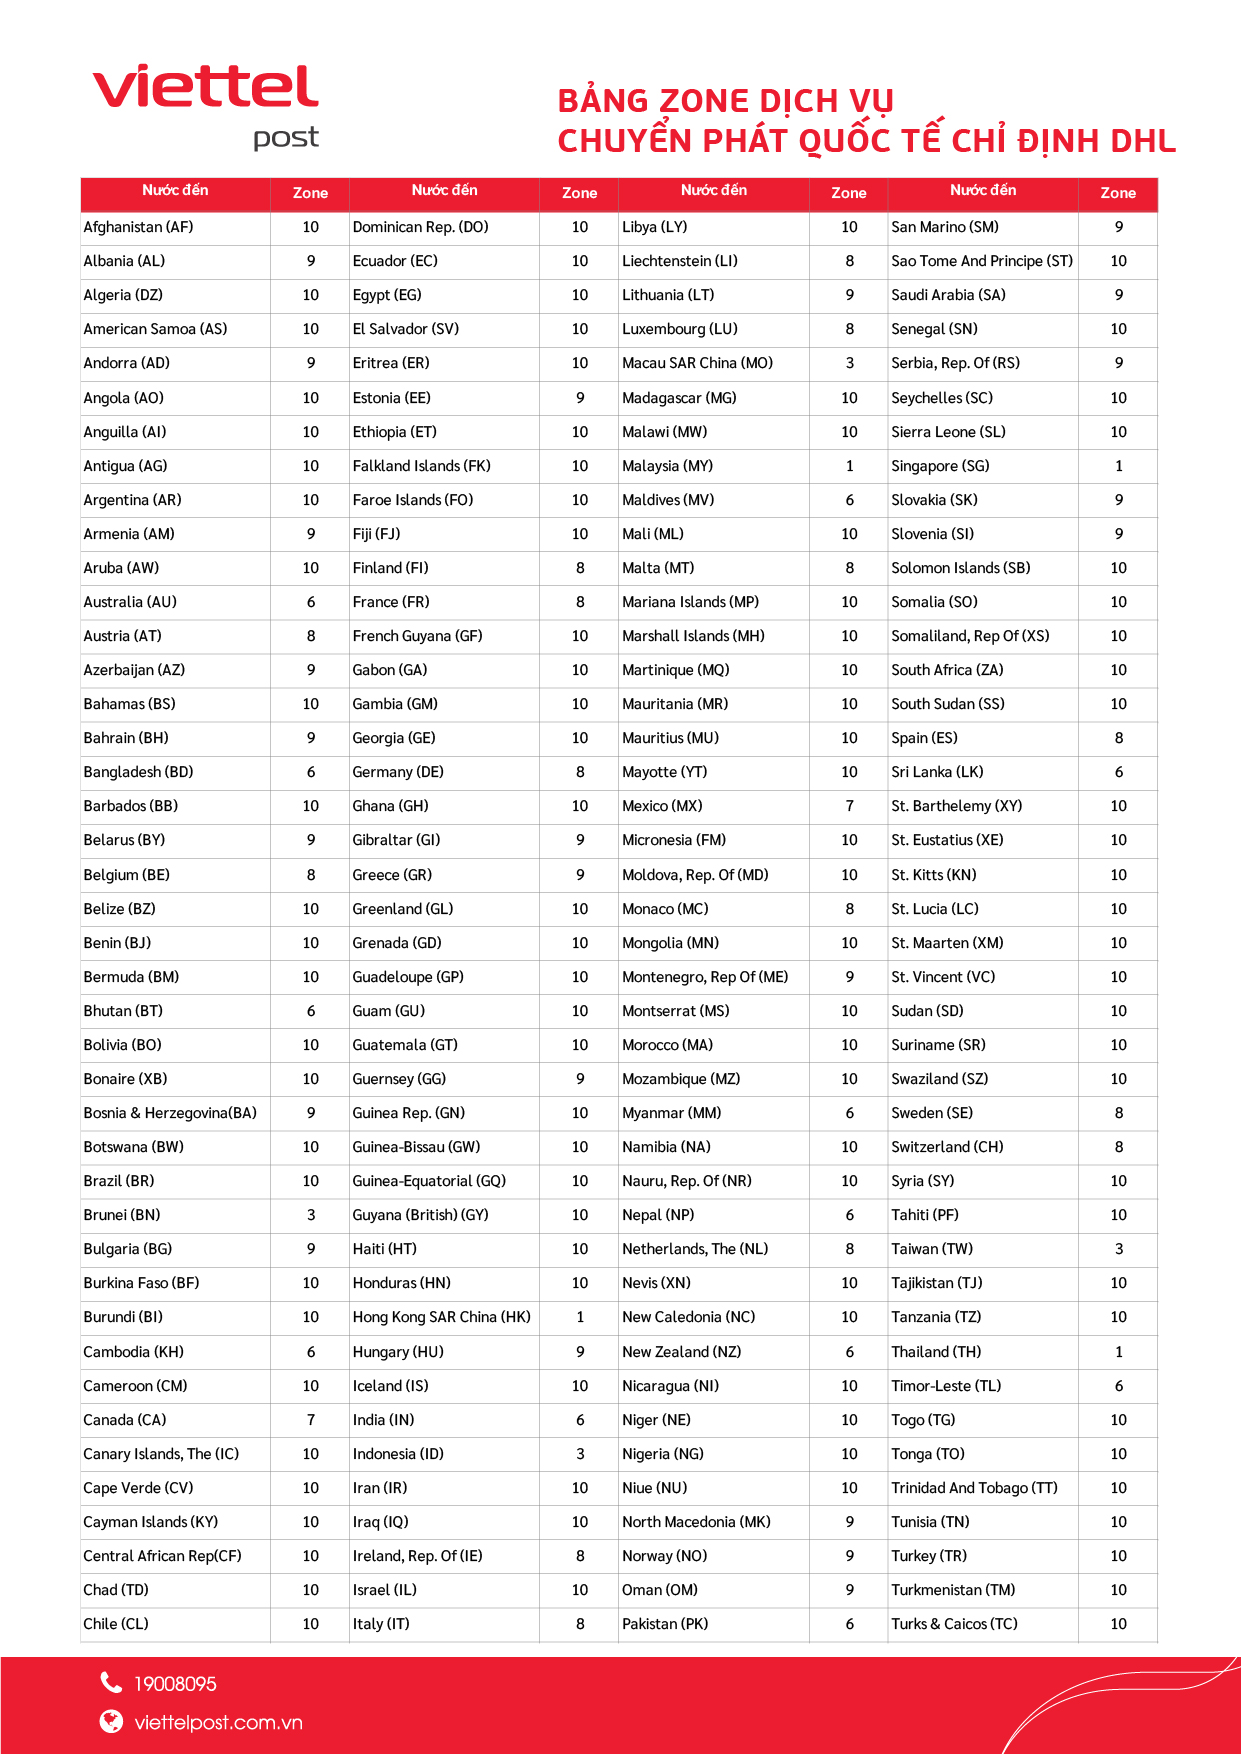 viettel
post
BẢNG ZONE DỊCH VỤ
CHUYỂN PHÁT QUỐC TẾ CHỈ ĐỊNH DHL
Nước đến Zone Nước đến Zone Nước đến Zone Nước đến Zone
Afghanistan (AF) 10 Dominican Rep. (DO) 10 Libya (LY) 10 San Marino (SM) 9
Albania (AL) 9 Ecuador (EC) 10 Liechtenstein (LI) 8 Sao Tome And Principe (ST) 10
Algeria (DZ) 10 Egypt (EG) 10 Lithuania (LT) 9 Saudi Arabia (SA) 9
American Samoa (AS) 10 El Salvador (SV) 10 Luxembourg (LU) 8 Senegal (SN) 10
Andorra (AD) 9 Eritrea (ER) 10 Macau SAR China (MO) 3 Serbia, Rep. Of (RS) 9
Angola (AO) 10 Estonia (EE) 9 Madagascar (MG) 10 Seychelles (SC) 10
Anguilla (AI) 10 Ethiopia (ET) 10 Malawi (MW) 10 Sierra Leone (SL) 10
Antigua (AG) 10 Falkland Islands (FK) 10 Malaysia (MY) 1 Singapore (SG) 1
Argentina (AR) 10 Faroe Islands (FO) 10 Maldives (MV) 6 Slovakia (SK) 9
Armenia (AM) 9 Fiji (FJ) 10 Mali (ML) 10 Slovenia (SI) 9
Aruba (AW) 10 Finland (FI) 8 Malta (MT) 8 Solomon Islands (SB) 10
Australia (AU) 6 France (FR) 8 Mariana Islands (MP) 10 Somalia (SO) 10
Austria (AT) 8 French Guyana (GF) 10 Marshall Islands (MH) 10 Somaliland, Rep Of (XS) 10
Azerbaijan (AZ) 9 Gabon (GA) 10 Martinique (MQ) 10 South Africa (ZA) 10
Bahamas (BS) 10 Gambia (GM) 10 Mauritania (MR) 10 South Sudan (SS) 10
Bahrain (BH) 9 Georgia (GE) 10 Mauritius (MU) 10 Spain (ES) 8
Bangladesh (BD) 6 Germany (DE) 8 Mayotte (YT) 10 Sri Lanka (LK) 6
Barbados (BB) 10 Ghana (GH) 10 Mexico (MX) 7 St. Barthelemy (XY) 10
Belarus (BY) 9 Gibraltar (GI) 9 Micronesia (FM) 10 St. Eustatius (XE) 10
Belgium (BE) 8 Greece (GR) 9 Moldova, Rep. Of (MD) 10 St. Kitts (KN) 10
Belize (BZ) 10 Greenland (GL) 10 Monaco (MC) 8 St. Lucia (LC) 10
Benin (BJ) 10 Grenada (GD) 10 Mongolia (MN) 10 St. Maarten (XM) 10
Bermuda (BM) 10 Guadeloupe (GP) 10 Montenegro, Rep Of (ME) 9 St. Vincent (VC) 10
Bhutan (BT) 6 Guam (GU) 10 Montserrat (MS) 10 Sudan (SD) 10
Bolivia (BO) 10 Guatemala (GT) 10 Morocco (MA) 10 Suriname (SR) 10
Bonaire (XB) 10 Guernsey (GG) 9 Mozambique (MZ) 10 Swaziland (SZ) 10
Bosnia & Herzegovina(BA) 9 Guinea Rep. (GN) 10 Myanmar (MM) 6 Sweden (SE) 8
Botswana (BW) 10 Guinea-Bissau (GW) 10 Namibia (NA) 10 Switzerland (CH) 8
Brazil (BR) 10 Guinea-Equatorial (GQ) 10 Nauru, Rep. Of (NR) 10 Syria (SY) 10
Brunei (BN) 3 Guyana (British) (GY) 10 Nepal (NP) 6 Tahiti (PF) 10
Bulgaria (BG) 9 Haiti (HT) 10 Netherlands, The (NL) 8 Taiwan (TW) 3
Burkina Faso (BF) 10 Honduras (HN) 10 Nevis (XN) 10 Tajikistan (TJ) 10
Burundi (BI) 10 Hong Kong SAR China (HK) 1 New Caledonia (NC) 10 Tanzania (TZ) 10
Cambodia (KH) 6 Hungary (HU) 9 New Zealand (NZ) 6 Thailand (TH) 1
Cameroon (CM) 10 Iceland (IS) 10 Nicaragua (NI) 10 Timor-Leste (TL) 6
Canada (CA) 7 India (IN) 6 Niger (NE) 10 Togo (TG) 10
Canary Islands, The (IC) 10 Indonesia (ID) 3 Nigeria (NG) 10 Tonga (TO) 10
Cape Verde (CV) 10 Iran (IR) 10 Niue (NU) 10 Trinidad And Tobago (TT) 10
Cayman Islands (KY) 10 Iraq (IQ) 10 North Macedonia (MK) 9 Tunisia (TN) 10
Central African Rep(CF) 10 Ireland, Rep. Of (IE) 8 Norway (NO) 9 Turkey (TR) 10
Chad (TD) 10 Israel (IL) 10 Oman (OM) 9 Turkmenistan (TM) 10
Chile (CL) 10 Italy (IT) 8 Pakistan (PK) 6 Turks & Caicos (TC) 10
19008095
viettelpost.com.vn